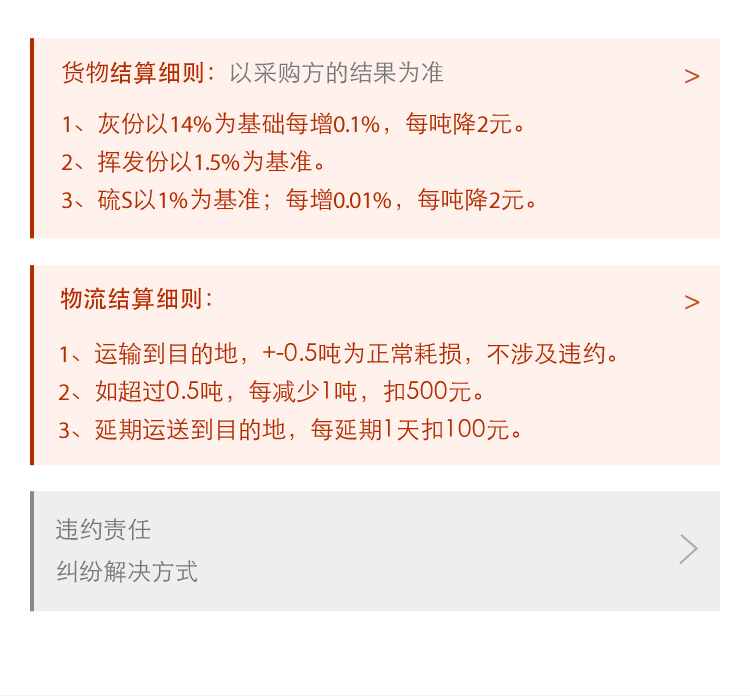 货物结算细则：以采购方的结果为准
>
1、灰份以14%为基础每增0.1%，每吨降2元。
2、挥发份以1.5%为基准。
3、硫S以1%为基准；每增0.01%，每吨降2元。
物流结算细则：
>
1、运输到目的地，+-0.5吨为正常耗损，不涉及违约。
2、如超过0.5吨，每减少1吨，扣500元。
3、延期运送到目的地，每延期1天扣100元。
违约责任
纠纷解决方式